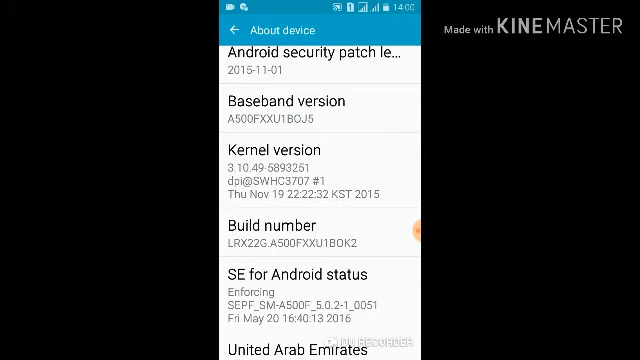 14:00
About device
Made with KINEMASTER
Android security patch le...
2015-11-01
Baseband version
A500FXXU1BOJ5
Kernel version
3.10.49-5893251
dpi@SWHC3707 #1
Thu Nov 19 22:22:32 KST 2015
Build number
LRX22G.A500FXXU1BOK2
SE for Android status
Enforcing
SEPF_SM-A500F_5.0.2-1_0051
Fri May 20 16:40:13 2016
DU RECORDER
United Arab Emirates